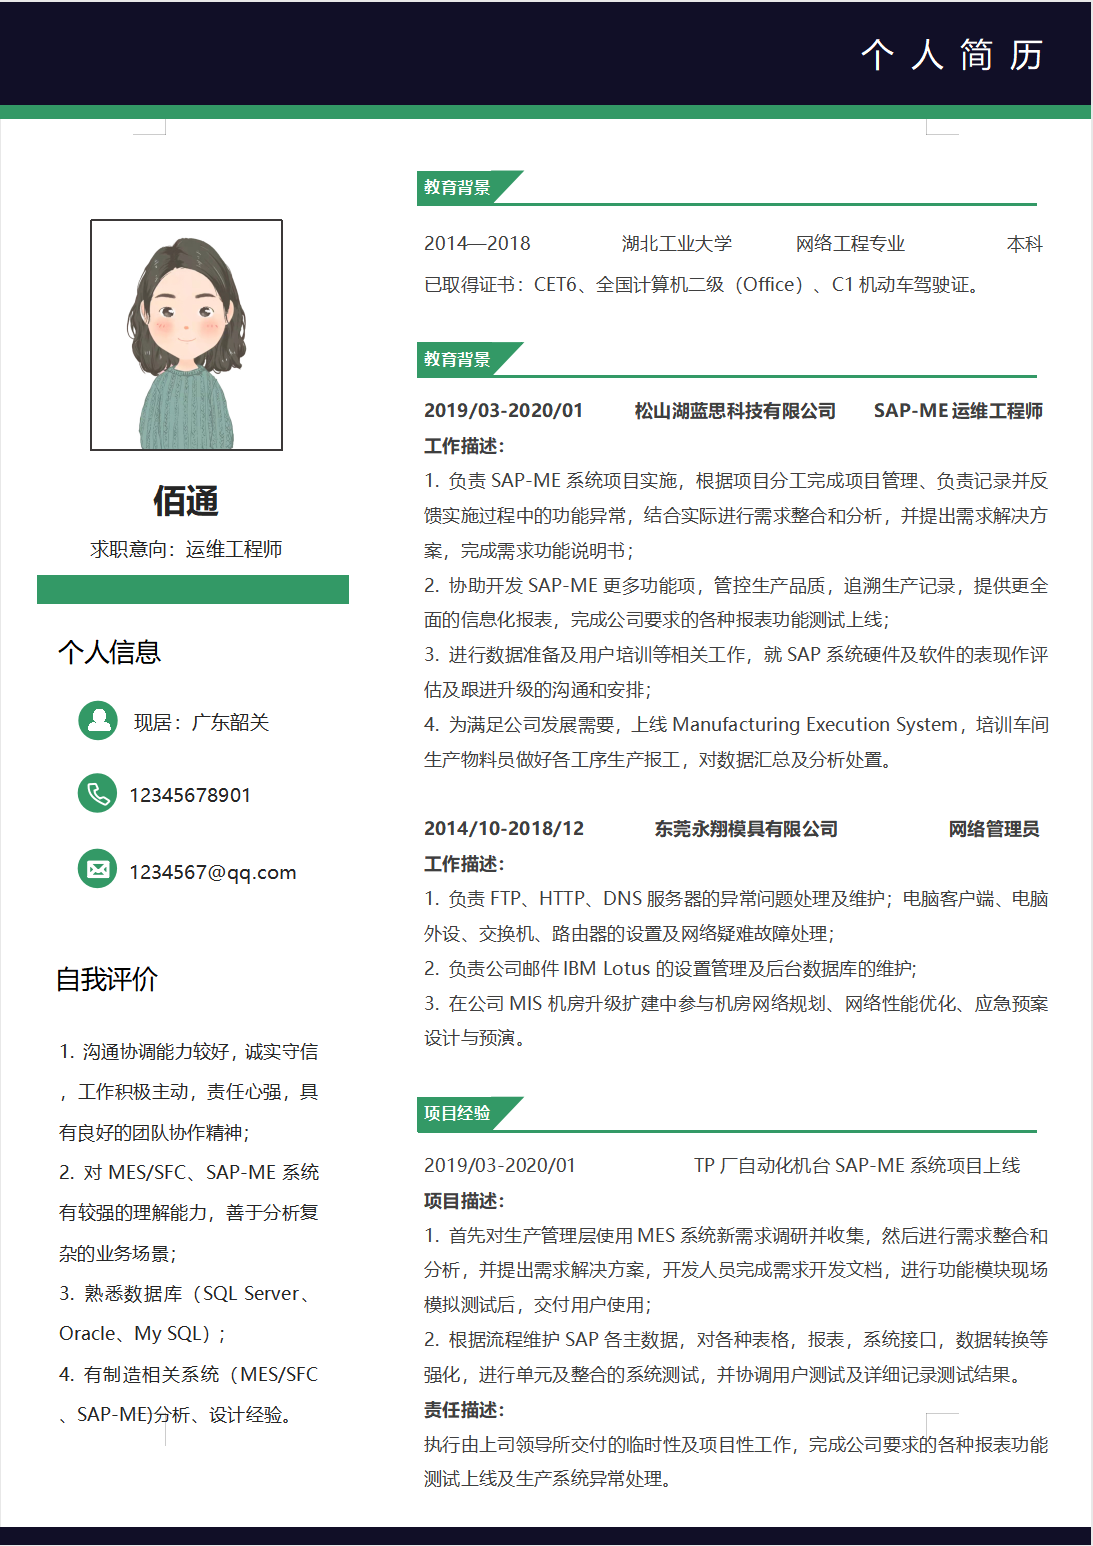 个人简历
佰通
求职意向：运维工程师
个人信息
现居：广东韶关
12345678901
1234567@qq.com
自我评价
1. 沟通协调能力较好，诚实守信
，工作积极主动，责任心强，具
有良好的团队协作精神；
2. 对 MES/SFC、SAP-ME 系统
有较强的理解能力，善于分析复
杂的业务场景；
3. 熟悉数据库（SQL Server、
Oracle、My SQL）；
4. 有制造相关系统（MES/SFC
、SAP-ME)分析、设计经验。
教育背景
2014—2018 湖北工业大学 网络工程专业 本科
已取得证书：CET6、全国计算机二级（Office）、C1 机动车驾驶证。
教育背景
2019/03-2020/01 松山湖蓝思科技有限公司 SAP-ME 运维工程师
工作描述：
1. 负责 SAP-ME 系统项目实施，根据项目分工完成项目管理、负责记录并反
馈实施过程中的功能异常，结合实际进行需求整合和分析，并提出需求解决方
案，完成需求功能说明书；
2. 协助开发 SAP-ME 更多功能项，管控生产品质，追溯生产记录，提供更全
面的信息化报表，完成公司要求的各种报表功能测试上线；
3. 进行数据准备及用户培训等相关工作，就 SAP 系统硬件及软件的表现作评
估及跟进升级的沟通和安排；
4. 为满足公司发展需要，上线 Manufacturing Execution System，培训车间
生产物料员做好各工序生产报工，对数据汇总及分析处置。
2014/10-2018/12 东莞永翔模具有限公司 网络管理员
工作描述：
1. 负责 FTP、HTTP、DNS 服务器的异常问题处理及维护；电脑客户端、电脑
外设、交换机、路由器的设置及网络疑难故障处理；
2. 负责公司邮件 IBM Lotus 的设置管理及后台数据库的维护;
3. 在公司 MIS 机房升级扩建中参与机房网络规划、网络性能优化、应急预案
设计与预演。
项目经验
2019/03-2020/01 TP 厂自动化机台 SAP-ME 系统项目上线
项目描述：
1. 首先对生产管理层使用 MES 系统新需求调研并收集，然后进行需求整合和
分析，并提出需求解决方案，开发人员完成需求开发文档，进行功能模块现场
模拟测试后，交付用户使用；
2. 根据流程维护 SAP 各主数据，对各种表格，报表，系统接口，数据转换等
强化，进行单元及整合的系统测试，并协调用户测试及详细记录测试结果。
责任描述：
执行由上司领导所交付的临时性及项目性工作，完成公司要求的各种报表功能
测试上线及生产系统异常处理。